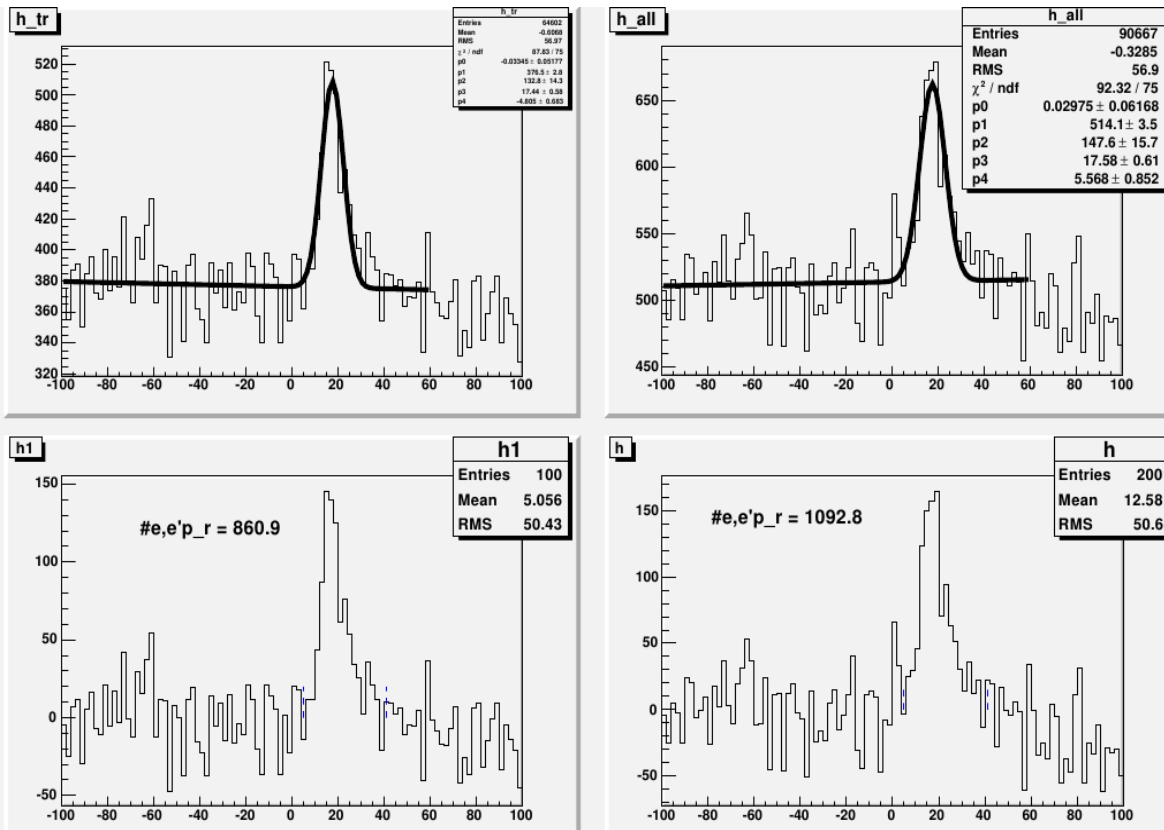 h_tr
h_tr
Entries 64602
Mean -0.6068
RMS 56.97
χ² / ndf 87.83 / 75
p0 -0.03345 ± 0.05177
p1 376.5 ± 2.8
p2 132.8 ± 14.3
p3 17.44 ± 0.58
p4 -4.805 ± 0.683
520
500
480
460
440
420
400
380
360
340
320
-100 -80 -60 -40 -20 0 20 40 60 80 100
h_all
h_all
Entries 90667
Mean -0.3285
RMS 56.9
χ² / ndf 92.32 / 75
p0 0.02975 ± 0.06168
p1 514.1 ± 3.5
p2 147.6 ± 15.7
p3 17.58 ± 0.61
p4 5.568 ± 0.852
650
600
550
500
450
-100 -80 -60 -40 -20 0 20 40 60 80 100
h1
h1
Entries 100
Mean 5.056
RMS 50.43
#e,e'p_r = 860.9
150
100
50
0
-50
-100 -80 -60 -40 -20 0 20 40 60 80 100
h
h
Entries 200
Mean 12.58
RMS 50.6
#e,e'p_r = 1092.8
150
100
50
0
-50
-100 -80 -60 -40 -20 0 20 40 60 80 100